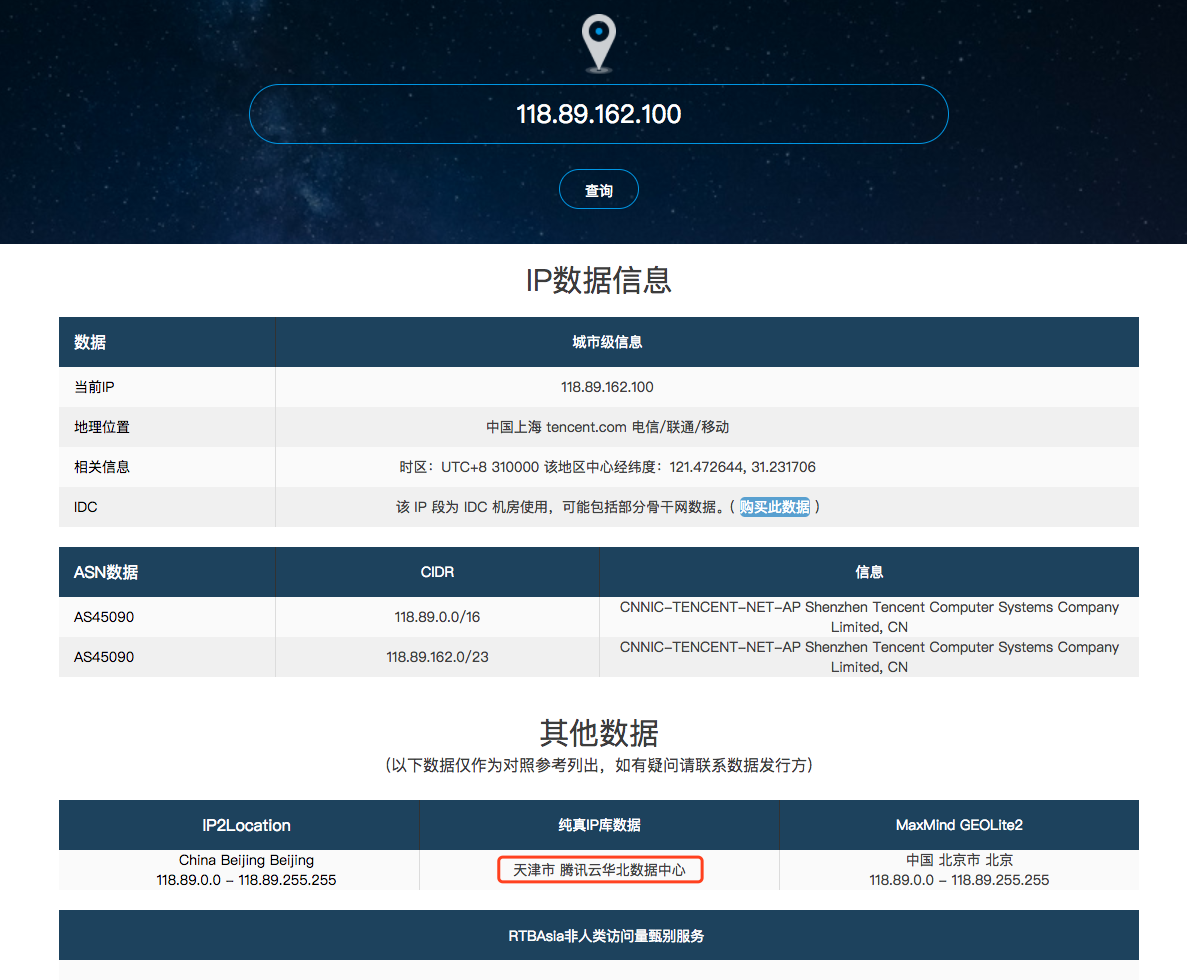 118.89.162.100
查询
IP数据信息
数据 城市级信息
当前IP 118.89.162.100
地理位置 中国上海 tencent.com 电信/联通/移动
相关信息 时区：UTC+8 310000 该地区中心经纬度：121.472644, 31.231706
IDC 该 IP 段为 IDC 机房使用，可能包括部分骨干网数据。( 购买此数据 )
ASN数据 CIDR 信息
AS45090 118.89.0.0/16 CNNIC-TENCENT-NET-AP Shenzhen Tencent Computer Systems Company
Limited, CN
AS45090 118.89.162.0/23 CNNIC-TENCENT-NET-AP Shenzhen Tencent Computer Systems Company
Limited, CN
其他数据
(以下数据仅作为对照参考列出，如有疑问请联系数据发行方)
IP2Location 纯真IP库数据 MaxMind GEOLite2
China Beijing Beijing 天津市 腾讯云华北数据中心 中国 北京市 北京
118.89.0.0 - 118.89.255.255 118.89.0.0 - 118.89.255.255
RTBAsia非人类访问量甄别服务